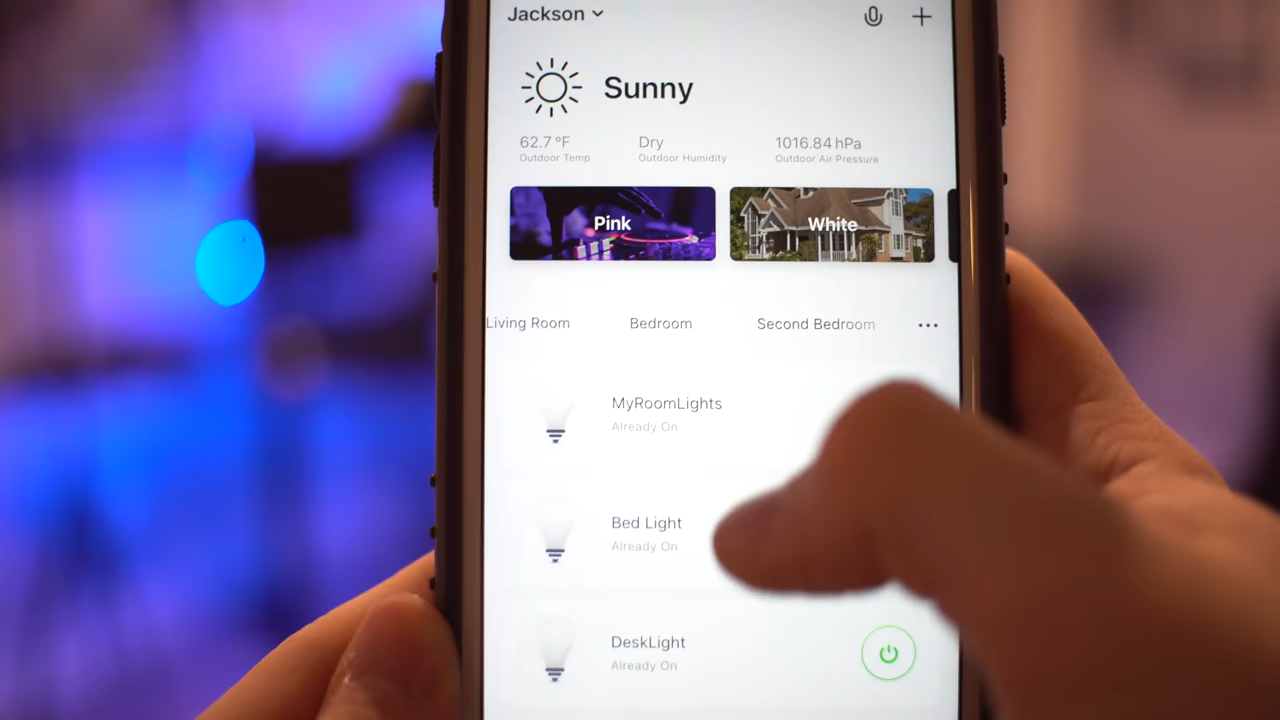 Jackson
Sunny
62.7 °F Dry 1016.84 hPa
Outdoor Temp Outdoor Humidity Outdoor Air Pressure
Pink White
Living Room Bedroom Second Bedroom ...
MyRoomLights
Already On
Bed Light
Already On
DeskLight
Already On